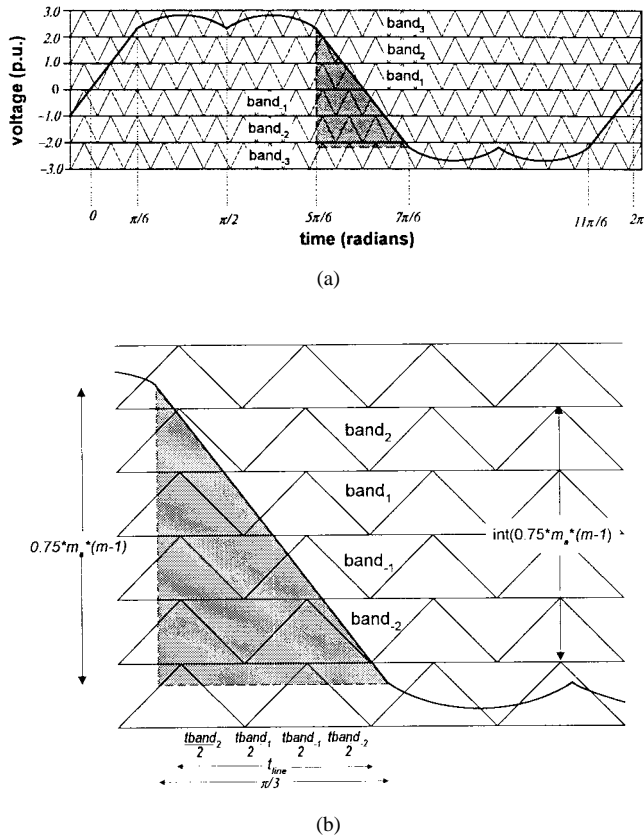 3.0
2.0
1.0
0
-1.0
-2.0
-3.0
voltage (p.u.)
band3
band2
band1
band-1
band-2
band-3
0
π/6
π/2
5π/6
7π/6
11π/6
2π
time (radians)
(a)
band2
band1
band-1
band-2
0.75*ma*(m-1)
int(0.75*ma*(m-1)
tband2 tband-1 tband-1 tband-2
2 2 2 2
tline
π/3
(b)